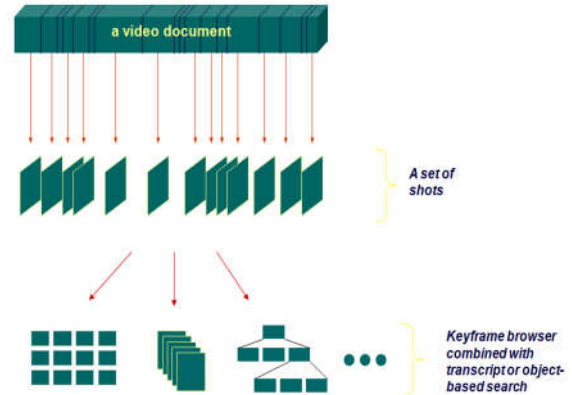 a video document
A set of
shots
Keyframe browser
combined with
transcript or object-
based search